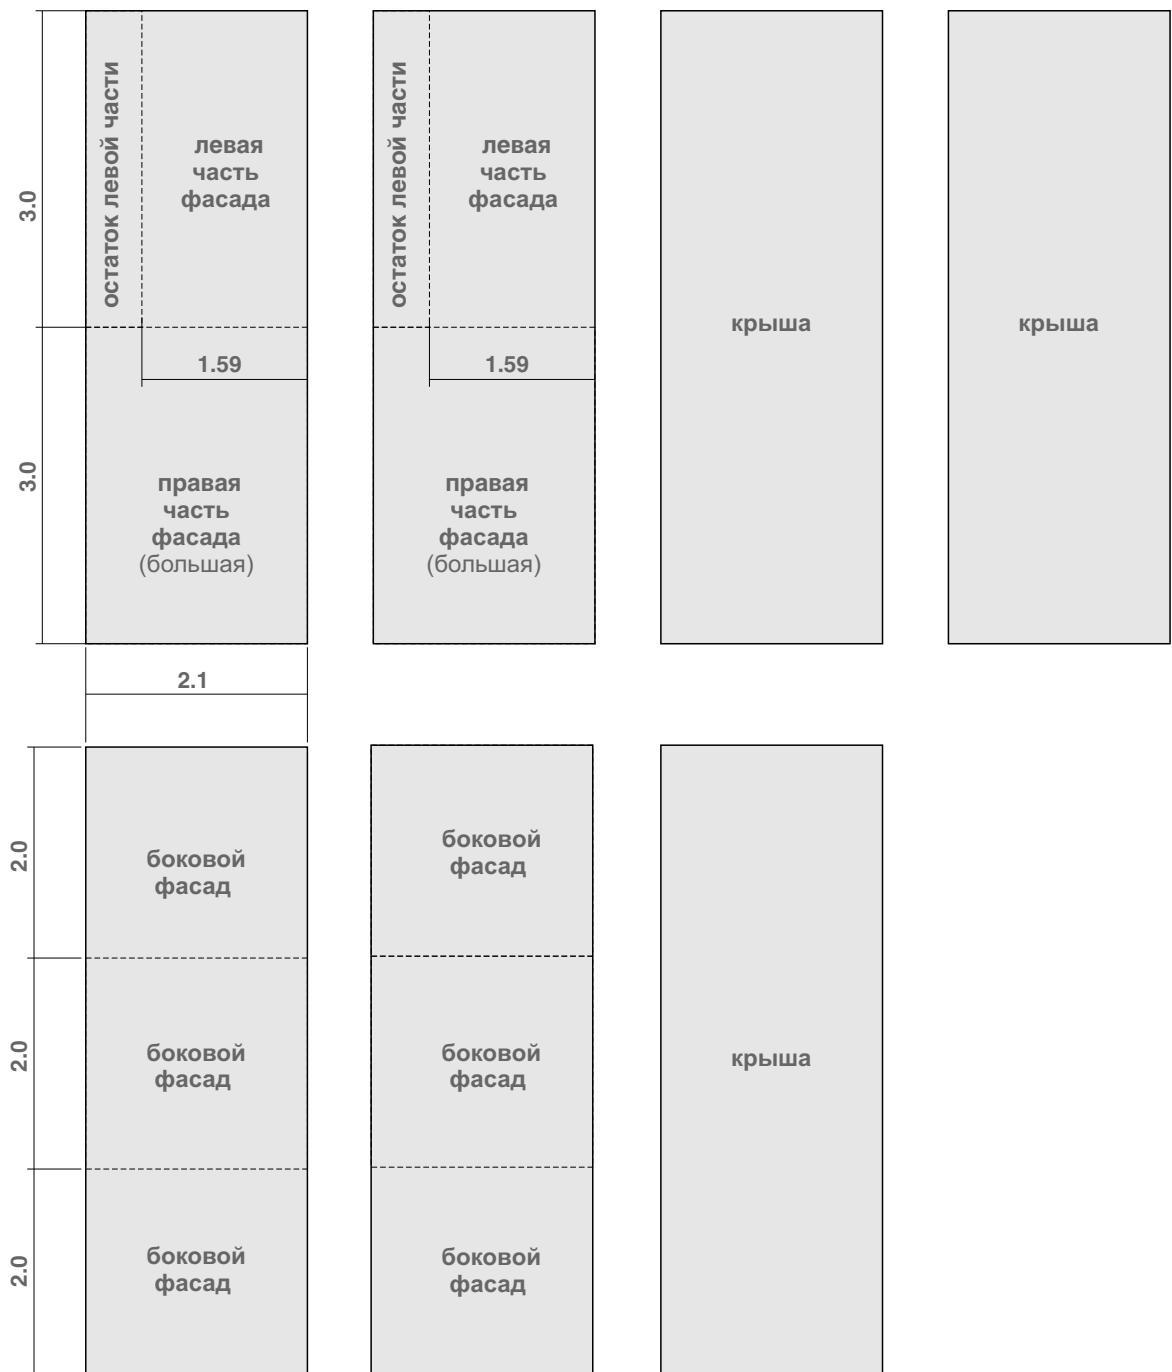 3.0
остаток левой части
левая
часть
фасада
остаток левой части
левая
часть
фасада
крыша
крыша
1.59
1.59
3.0
правая
часть
фасада
(большая)
правая
часть
фасада
(большая)
2.1
2.0
боковой
фасад
боковой
фасад
2.0
боковой
фасад
боковой
фасад
крыша
2.0
боковой
фасад
боковой
фасад